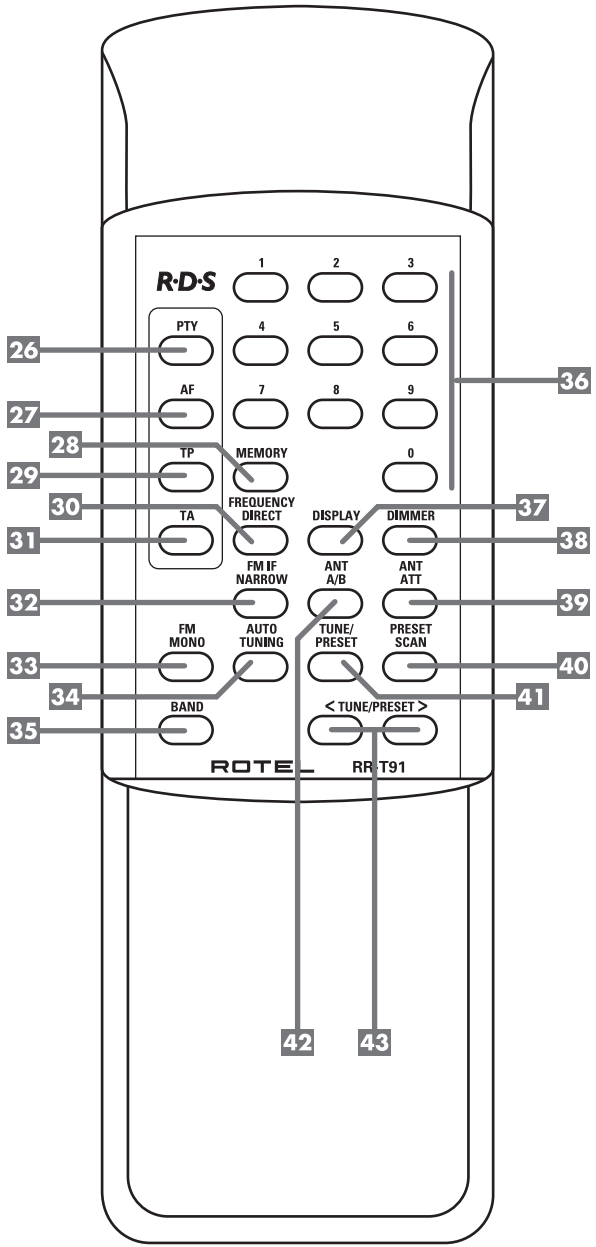 R·D·S
1 2 3
PTY 4 5 6
26
36
AF 7 8 9
27
28
TP MEMORY 0
29
30
FREQUENCY
DIRECT
TA DISPLAY DIMMER
37
31
38
FM IF
NARROW
ANT
A/B
ANT
ATT
32
39
FM
MONO
AUTO
TUNING
TUNE/
PRESET
PRESET
SCAN
33
40
34
41
BAND < TUNE/PRESET >
35
ROTEL RR-T91
42 43